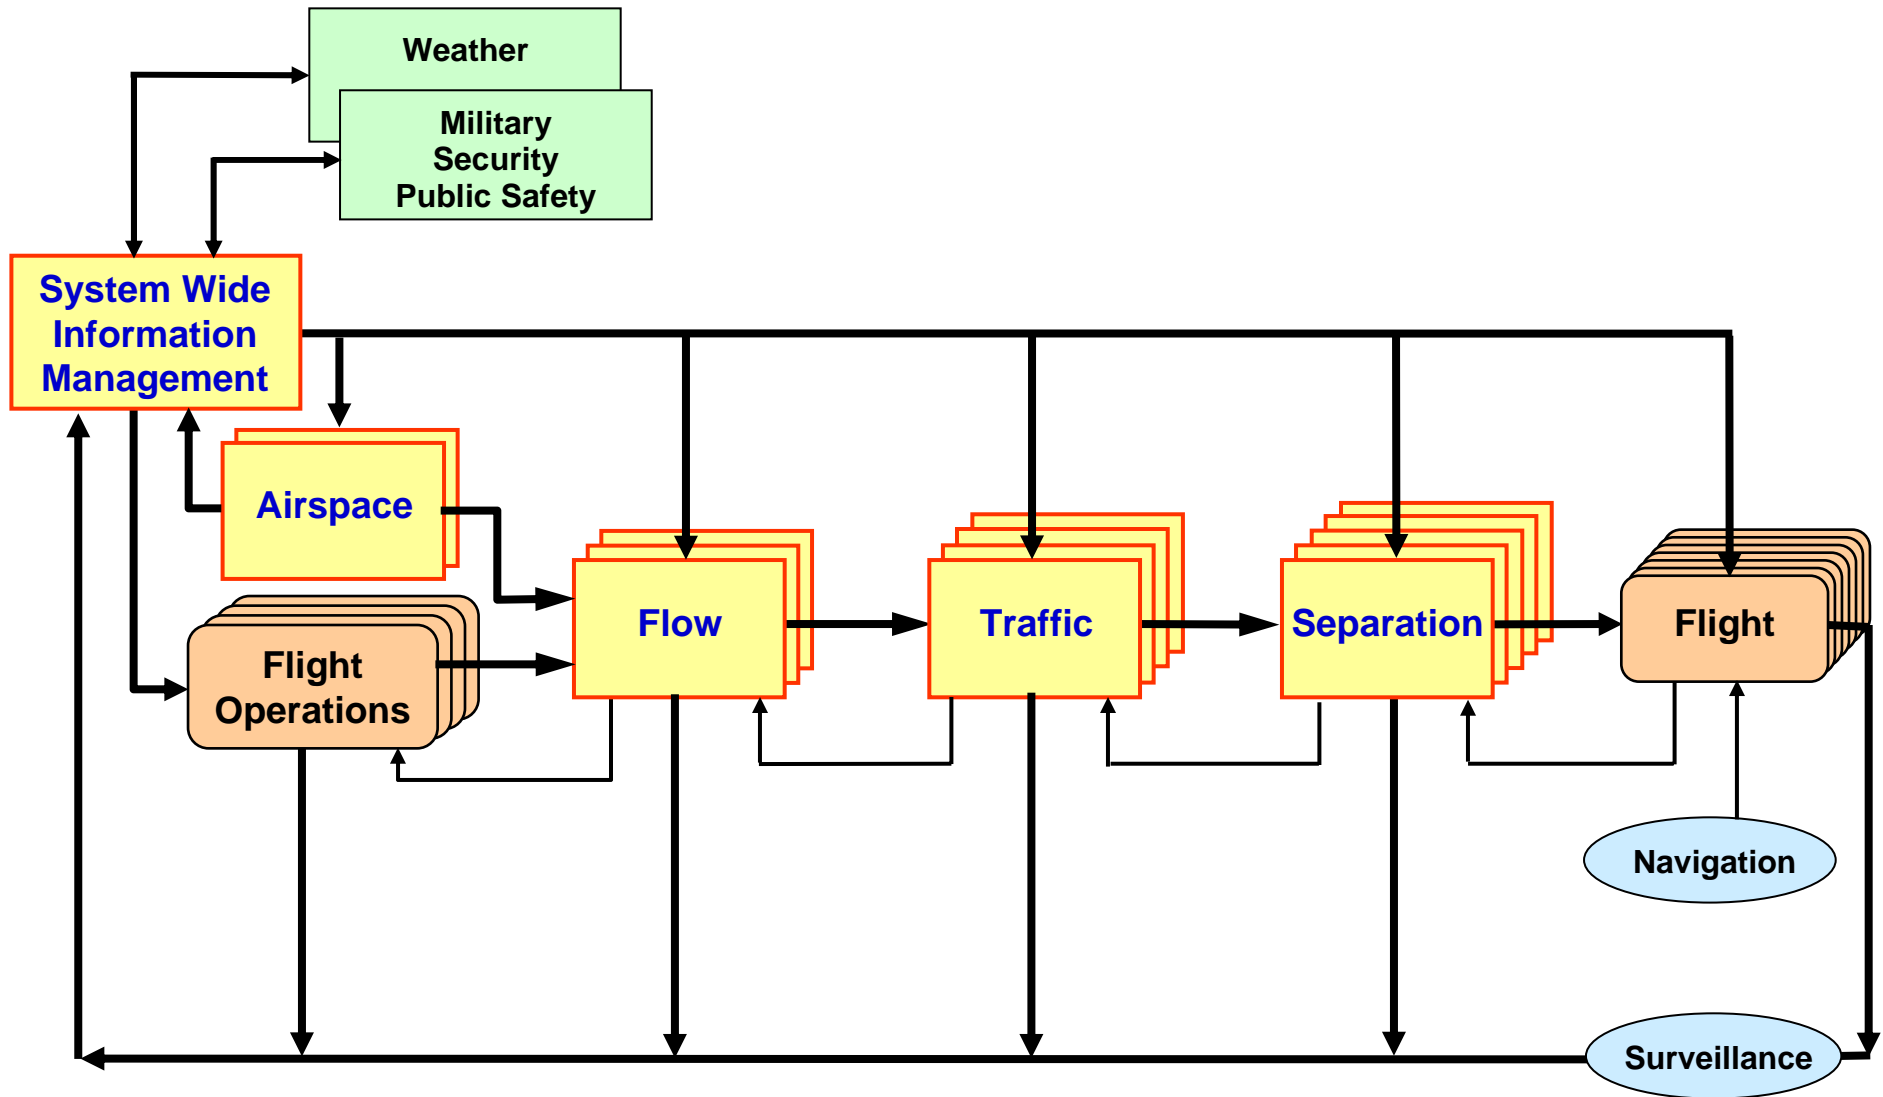 Weather
Military
Security
Public Safety
System Wide
Information
Management
Airspace
Flow
Traffic
Separation
Flight
Flight
Operations
Navigation
Surveillance